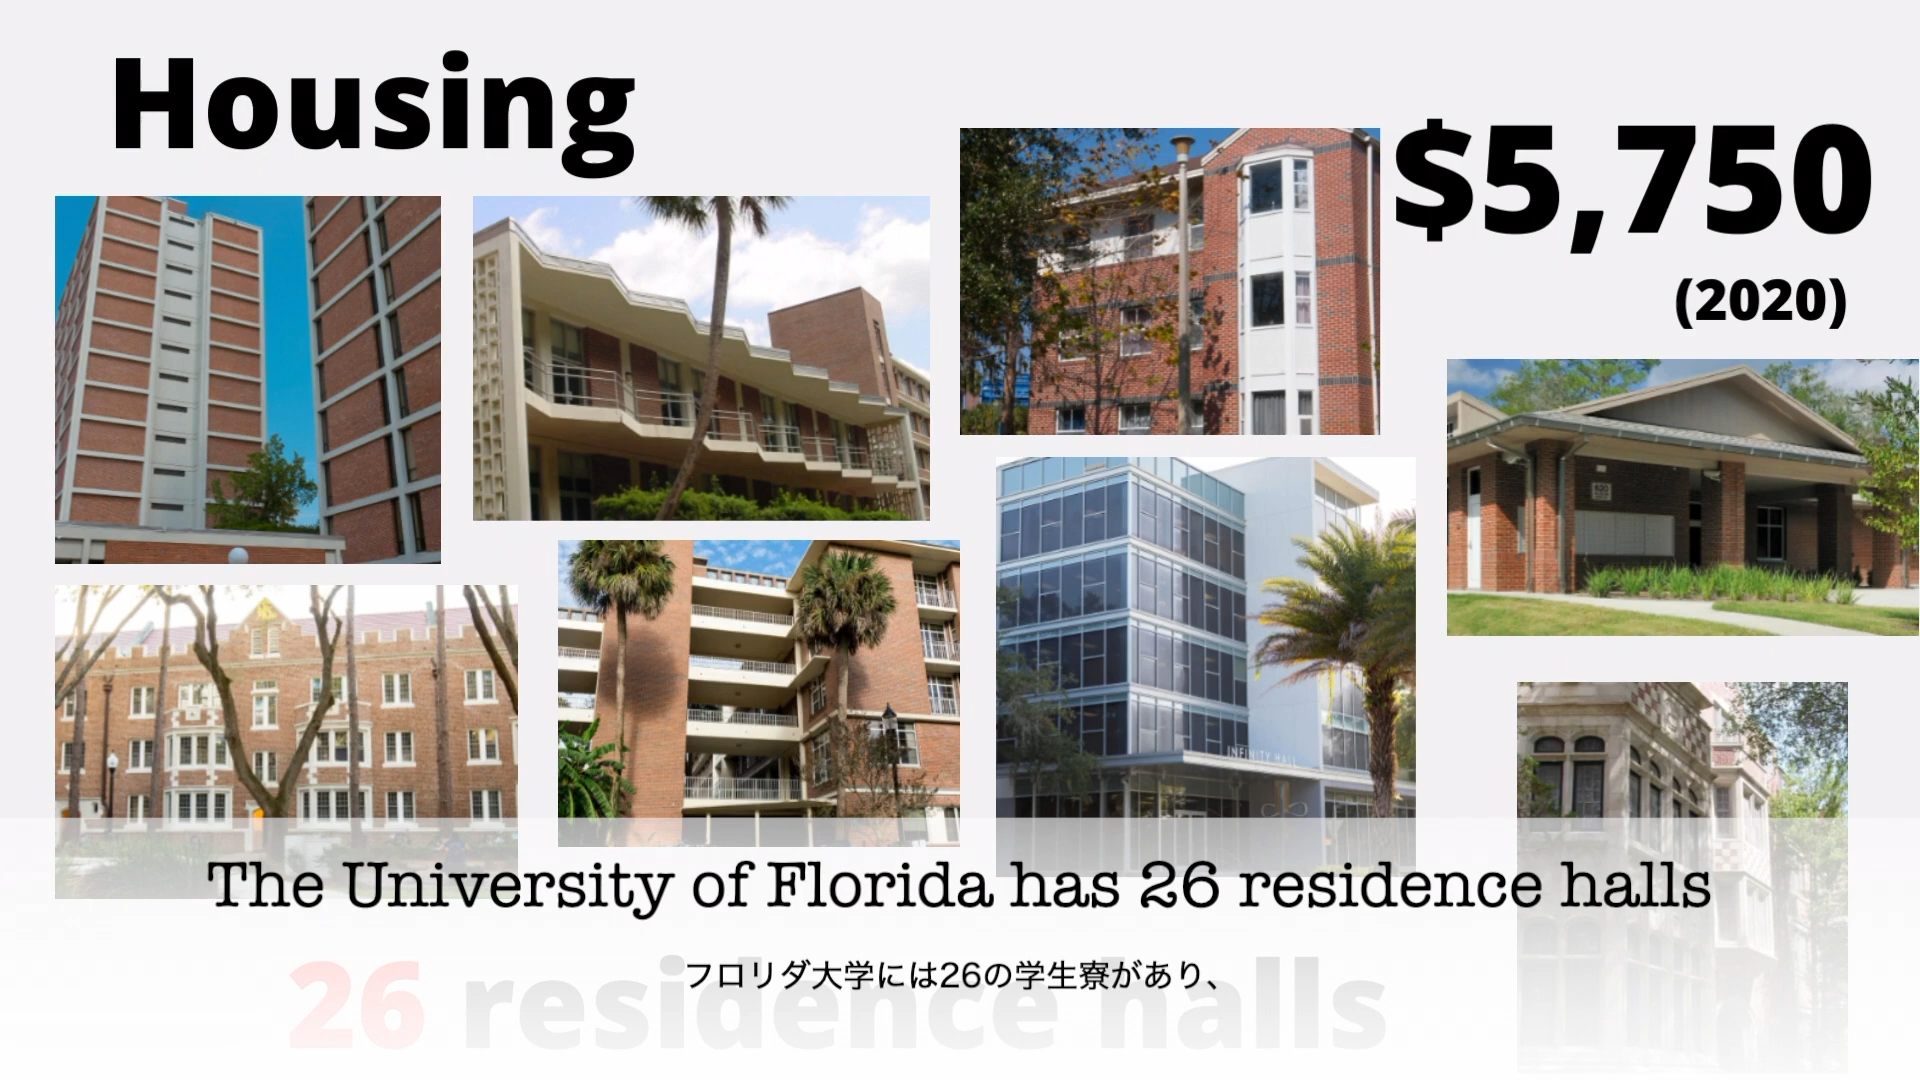 Housing
$5,750
(2020)
INFINITY HALL
The University of Florida has 26 residence halls
フロリダ大学には26の学生寮があり、
26 residence halls